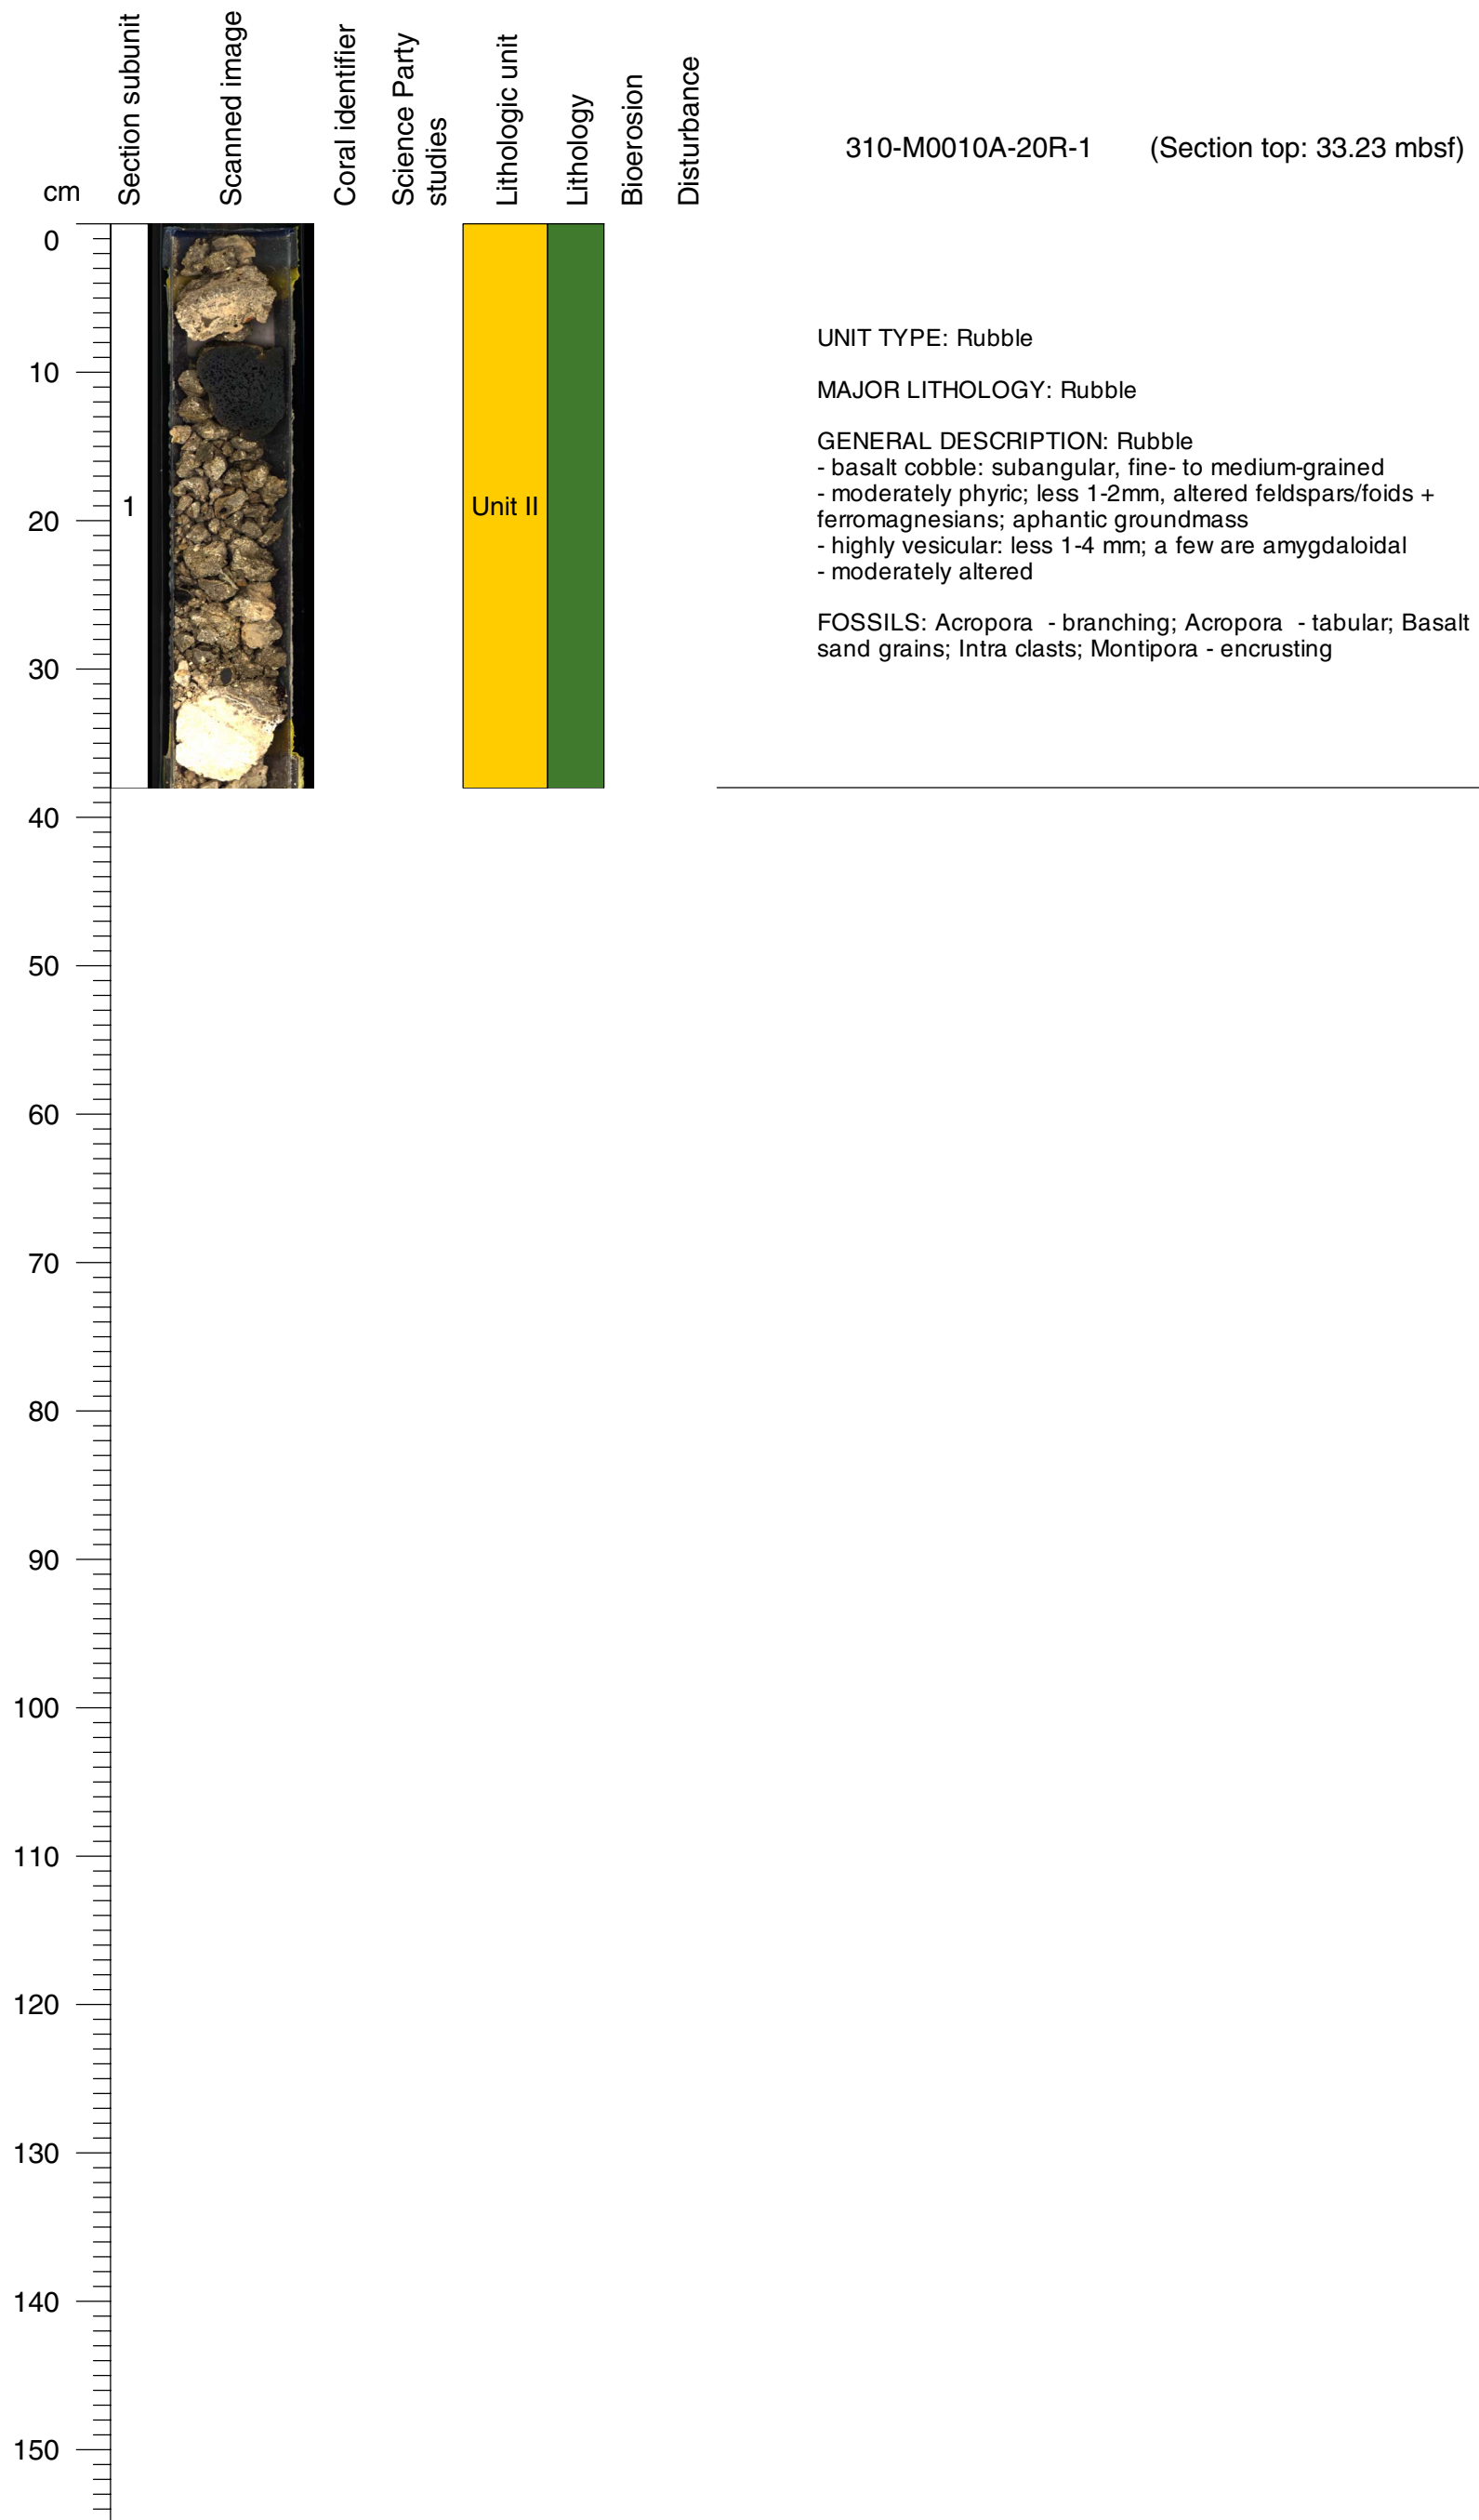 Section subunit
Scanned image
Coral identifier
Science Party
studies
Lithologic unit
Lithology
Bioerosion
Disturbance
310-M0010A-20R-1 (Section top: 33.23 mbsf)
cm
0
UNIT TYPE: Rubble
10
MAJOR LITHOLOGY: Rubble
GENERAL DESCRIPTION: Rubble
- basalt cobble: subangular, fine- to medium-grained
- moderately phyric; less 1-2mm, altered feldspars/foids +
1
Unit II
20
ferromagnesians; aphantic groundmass
- highly vesicular: less 1-4 mm; a few are amygdaloidal
- moderately altered
FOSSILS: Acropora - branching; Acropora - tabular; Basalt
sand grains; Intra clasts; Montipora - encrusting
30
40
50
60
70
80
90
100
110
120
130
140
150